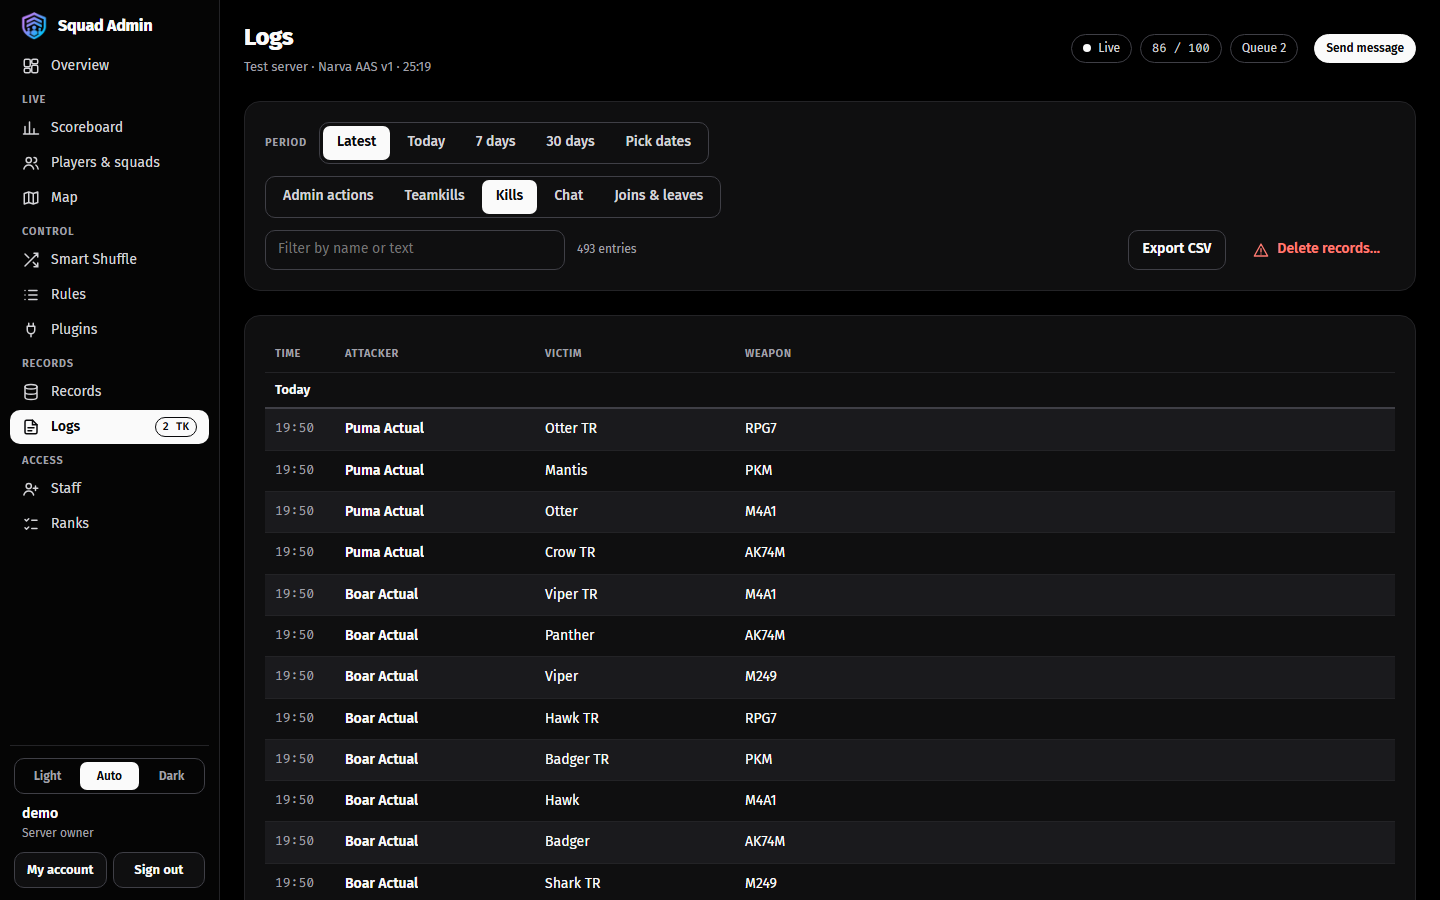 Squad Admin
Overview
LIVE
Scoreboard
Players & squads
Map
CONTROL
Smart Shuffle
Rules
Plugins
RECORDS
Records
Logs 2 TK
ACCESS
Staff
Ranks
Light Auto Dark
demo
Server owner
My account Sign out
Logs
Test server · Narva AAS v1 · 25:19
Live 86 / 100 Queue 2 Send message
PERIOD Latest Today 7 days 30 days Pick dates
Admin actions Teamkills Kills Chat Joins & leaves
Filter by name or text 493 entries Export CSV Delete records...
TIME ATTACKER VICTIM WEAPON
Today
19:50 Puma Actual Otter TR RPG7
19:50 Puma Actual Mantis PKM
19:50 Puma Actual Otter M4A1
19:50 Puma Actual Crow TR AK74M
19:50 Boar Actual Viper TR M4A1
19:50 Boar Actual Panther AK74M
19:50 Boar Actual Viper M249
19:50 Boar Actual Hawk TR RPG7
19:50 Boar Actual Badger TR PKM
19:50 Boar Actual Hawk M4A1
19:50 Boar Actual Badger AK74M
19:50 Boar Actual Shark TR M249